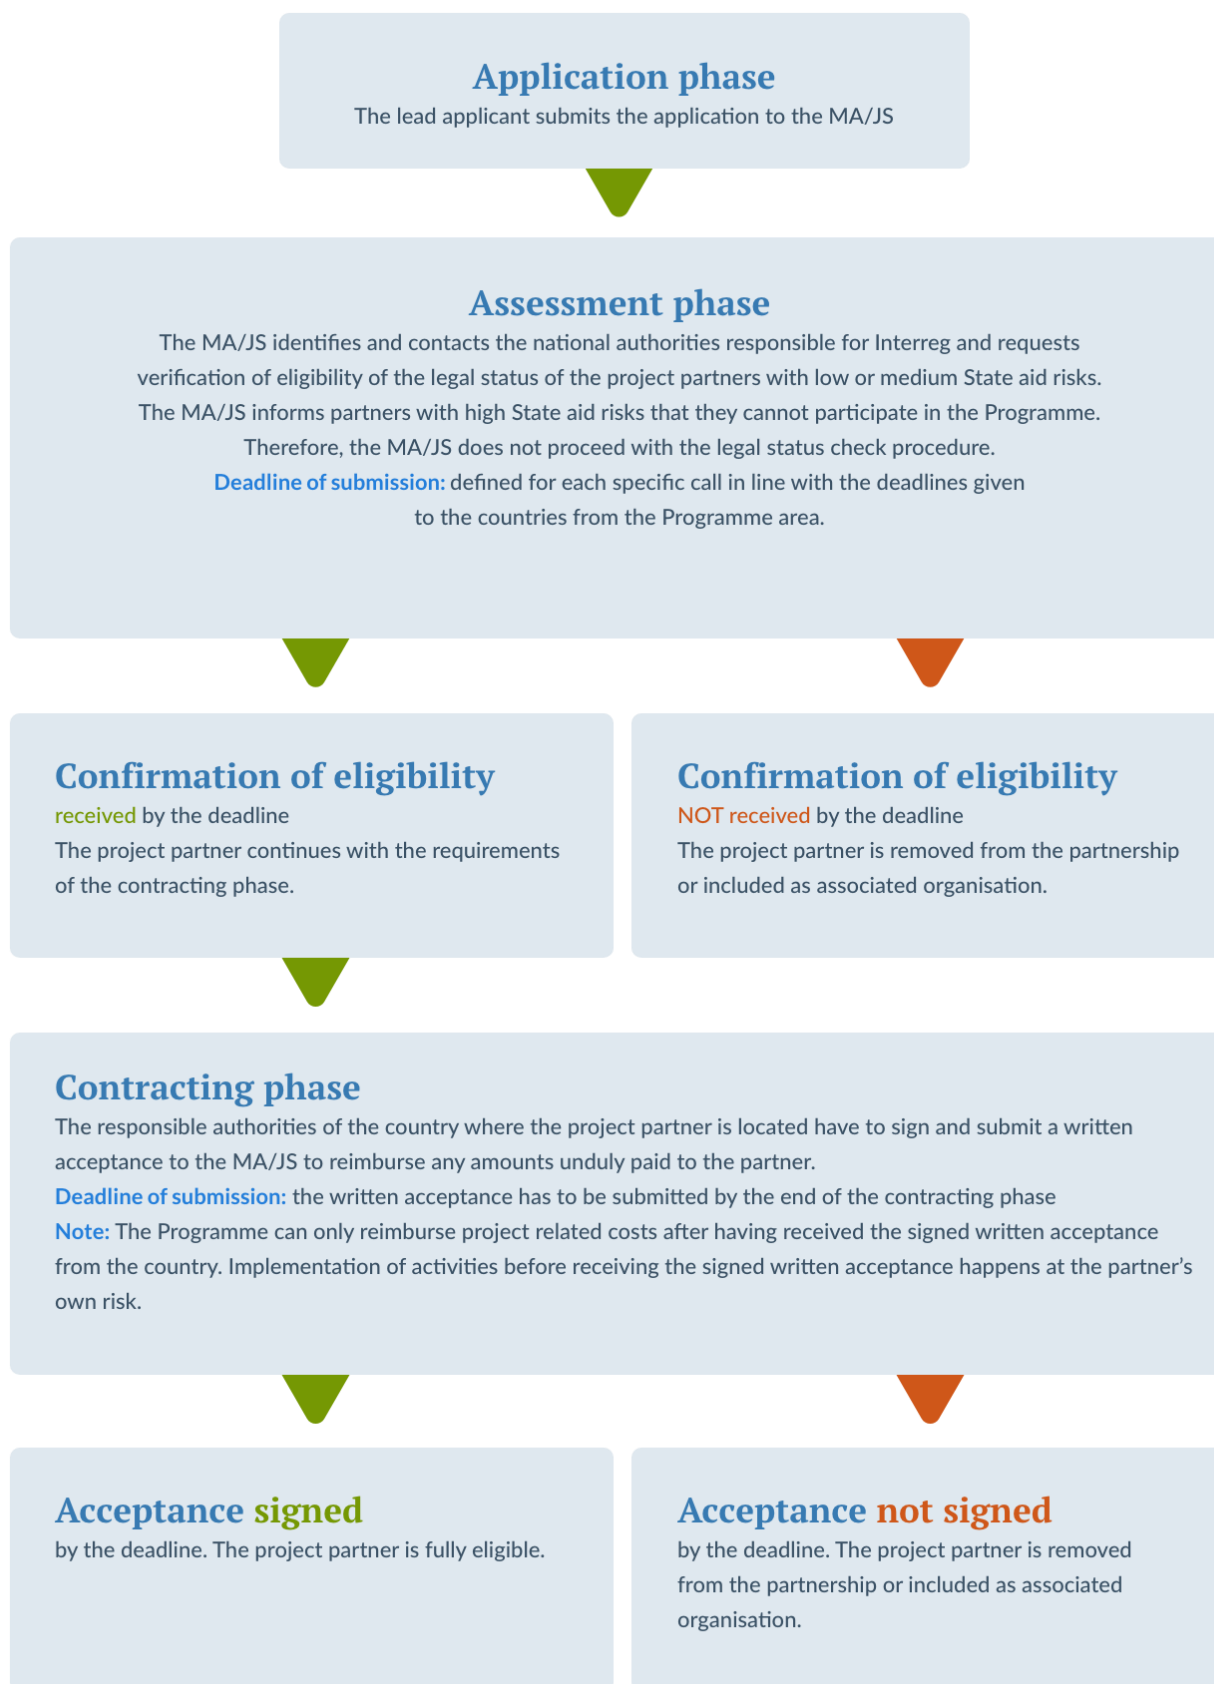 Application phase
The lead applicant submits the application to the MA/JS
Assessment phase
The MA/JS identifies and contacts the national authorities responsible for Interreg and requests
verification of eligibility of the legal status of the project partners with low or medium State aid risks.
The MA/JS informs partners with high State aid risks that they cannot participate in the Programme.
Therefore, the MA/JS does not proceed with the legal status check procedure.
Deadline of submission: defined for each specific call in line with the deadlines given
to the countries from the Programme area.
Confirmation of eligibility
received by the deadline
The project partner continues with the requirements
of the contracting phase.
Confirmation of eligibility
NOT received by the deadline
The project partner is removed from the partnership
or included as associated organisation.
Contracting phase
The responsible authorities of the country where the project partner is located have to sign and submit a written
acceptance to the MA/JS to reimburse any amounts unduly paid to the partner.
Deadline of submission: the written acceptance has to be submitted by the end of the contracting phase
Note: The Programme can only reimburse project related costs after having received the signed written acceptance
from the country. Implementation of activities before receiving the signed written acceptance happens at the partner’s
own risk.
Acceptance signed
by the deadline. The project partner is fully eligible.
Acceptance not signed
by the deadline. The project partner is removed
from the partnership or included as associated
organisation.